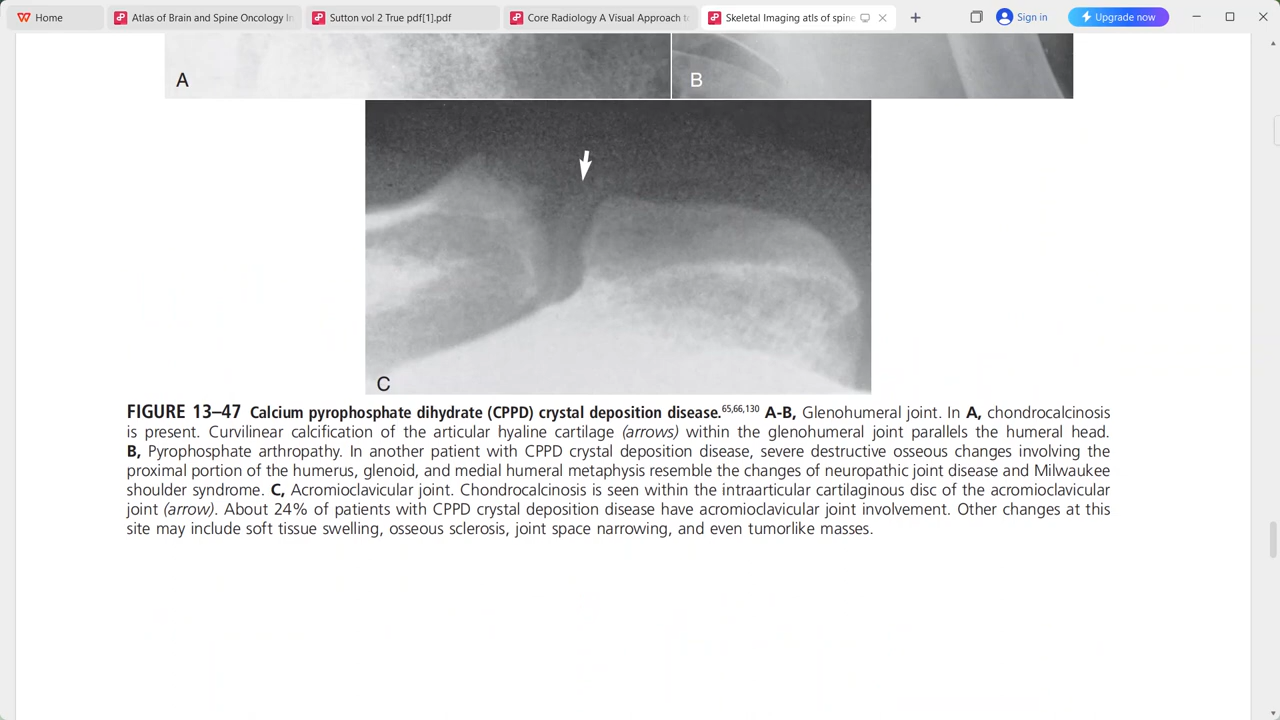 Home
Atlas of Brain and Spine Oncology I
Sutton vol 2 True pdf[1].pdf
Core Radiology A Visual Approach to
Skeletal Imaging atls of spine
Sign in
Upgrade now
A
B
C
FIGURE 13–47 Calcium pyrophosphate dihydrate (CPPD) crystal deposition disease.65,66,130 A-B, Glenohumeral joint. In A, chondrocalcinosis
is present. Curvilinear calcification of the articular hyaline cartilage (arrows) within the glenohumeral joint parallels the humeral head.
B, Pyrophosphate arthropathy. In another patient with CPPD crystal deposition disease, severe destructive osseous changes involving the
proximal portion of the humerus, glenoid, and medial humeral metaphysis resemble the changes of neuropathic joint disease and Milwaukee
shoulder syndrome. C, Acromioclavicular joint. Chondrocalcinosis is seen within the intraarticular cartilaginous disc of the acromioclavicular
joint (arrow). About 24% of patients with CPPD crystal deposition disease have acromioclavicular joint involvement. Other changes at this
site may include soft tissue swelling, osseous sclerosis, joint space narrowing, and even tumorlike masses.